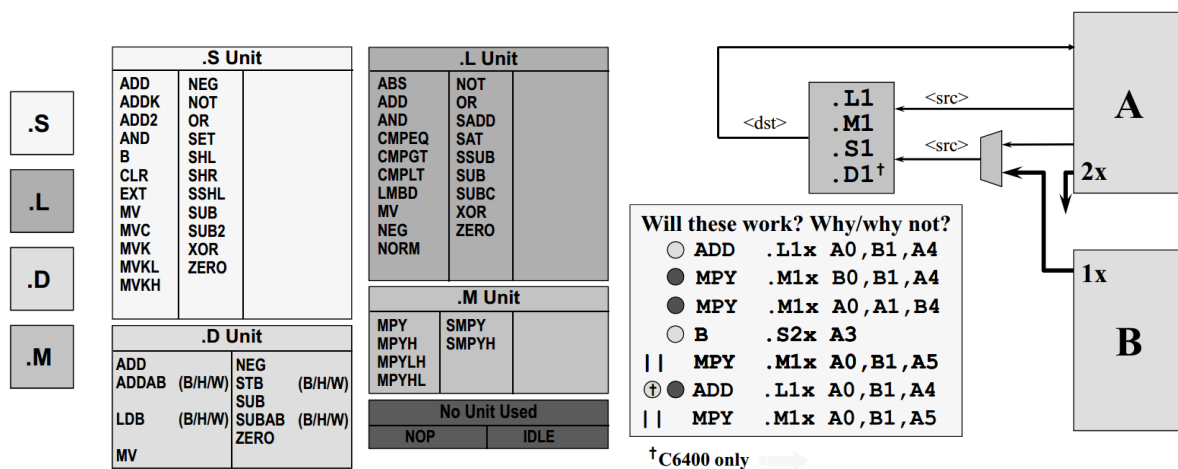 .S
.L
.D
.M
.S Unit
ADD NEG
ADDK NOT
ADD2 OR
AND SET
B SHL
CLR SHR
EXT SSHL
MV SUB
MVC SUB2
MVK XOR
MVKL ZERO
MVKH
.L Unit
ABS NOT
ADD OR
AND SADD
CMPEQ SAT
CMPGT SSUB
CMPLT SUB
LMBD SUBC
MV XOR
NEG ZERO
NORM
.D Unit
ADD NEG
ADDAB (B/H/W) STB (B/H/W)
SUB
LDB (B/H/W) SUBAB (B/H/W)
ZERO
MV
.M Unit
MPY SMPY
MPYH SMPYH
MPYLH
MPYHL
No Unit Used
NOP IDLE
<dst>
.L1
.M1
.S1
.D1†
<src>
<src>
A
2x
1x
B
Will these work? Why/why not?
ADD .L1x A0,B1,A4
MPY .M1x B0,B1,A4
MPY .M1x A0,A1,B4
B .S2x A3
|| MPY .M1x A0,B1,A5
† ADD .L1x A0,B1,A4
|| MPY .M1x A0,B1,A5
†C6400 only